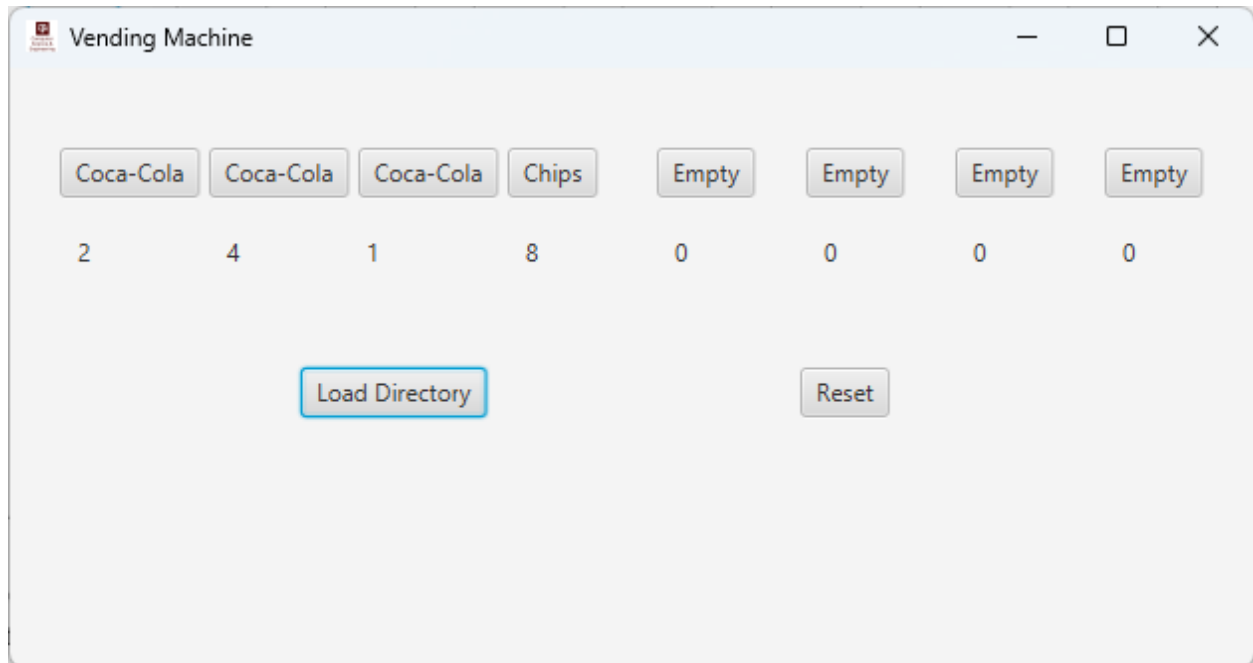 Vending Machine
Coca-Cola Coca-Cola Coca-Cola Chips Empty Empty Empty Empty
2 4 1 8 0 0 0 0
Load Directory Reset